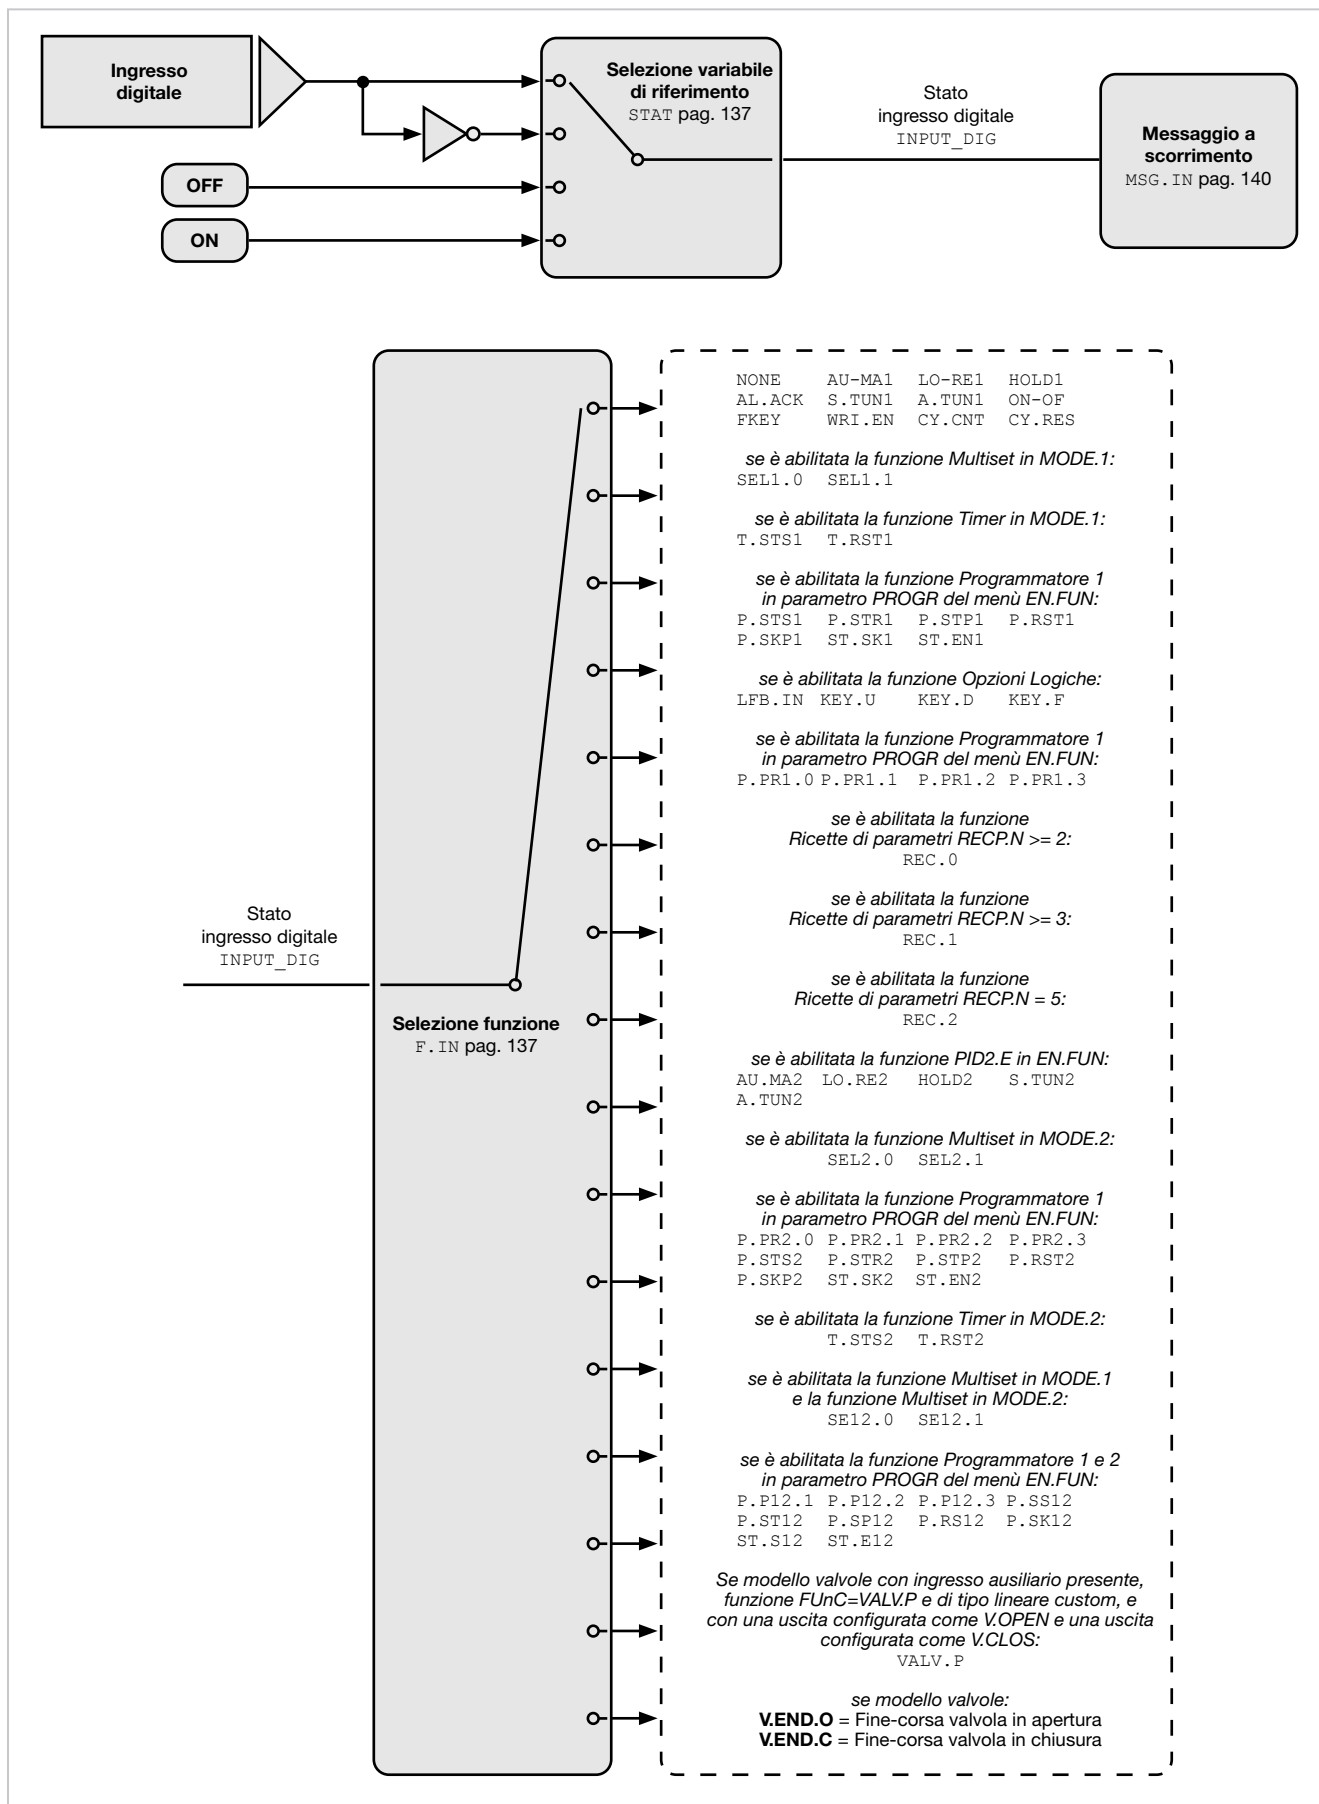 Ingresso
digitale
OFF
ON
Selezione variabile
di riferimento
STAT pag. 137
Stato
ingresso digitale
INPUT_DIG
Messaggio a
scorrimento
MSG.IN pag. 140
Stato
ingresso digitale
INPUT_DIG
Selezione funzione
F.IN pag. 137
NONE AU-MA1 LO-RE1 HOLD1
AL.ACK S.TUN1 A.TUN1 ON-OF
FKEY WRI.EN CY.CNT CY.RES
se è abilitata la funzione Multiset in MODE.1:
SEL1.0 SEL1.1
se è abilitata la funzione Timer in MODE.1:
T.STS1 T.RST1
se è abilitata la funzione Programmatore 1
in parametro PROGR del menù EN.FUN:
P.STS1 P.STR1 P.STP1 P.RST1
P.SKP1 ST.SK1 ST.EN1
se è abilitata la funzione Opzioni Logiche:
LFB.IN KEY.U KEY.D KEY.F
se è abilitata la funzione Programmatore 1
in parametro PROGR del menù EN.FUN:
P.PR1.0 P.PR1.1 P.PR1.2 P.PR1.3
se è abilitata la funzione
Ricette di parametri RECP.N >= 2:
REC.0
se è abilitata la funzione
Ricette di parametri RECP.N >= 3:
REC.1
se è abilitata la funzione
Ricette di parametri RECP.N = 5:
REC.2
se è abilitata la funzione PID2.E in EN.FUN:
AU.MA2 LO.RE2 HOLD2 S.TUN2
A.TUN2
se è abilitata la funzione Multiset in MODE.2:
SEL2.0 SEL2.1
se è abilitata la funzione Programmatore 1
in parametro PROGR del menù EN.FUN:
P.PR2.0 P.PR2.1 P.PR2.2 P.PR2.3
P.STS2 P.STR2 P.STP2 P.RST2
P.SKP2 ST.SK2 ST.EN2
se è abilitata la funzione Timer in MODE.2:
T.STS2 T.RST2
se è abilitata la funzione Multiset in MODE.1
e la funzione Multiset in MODE.2:
SE12.0 SE12.1
se è abilitata la funzione Programmatore 1 e 2
in parametro PROGR del menù EN.FUN:
P.P12.1 P.P12.2 P.P12.3 P.SS12
P.ST12 P.SP12 P.RS12 P.SK12
ST.S12 ST.E12
Se modello valvole con ingresso ausiliario presente,
funzione FUnC=VALV.P e di tipo lineare custom, e
con una uscita configurata come V.OPEN e una uscita
configurata come V.CLOS:
VALV.P
se modello valvole:
V.END.O = Fine-corsa valvola in apertura
V.END.C = Fine-corsa valvola in chiusura